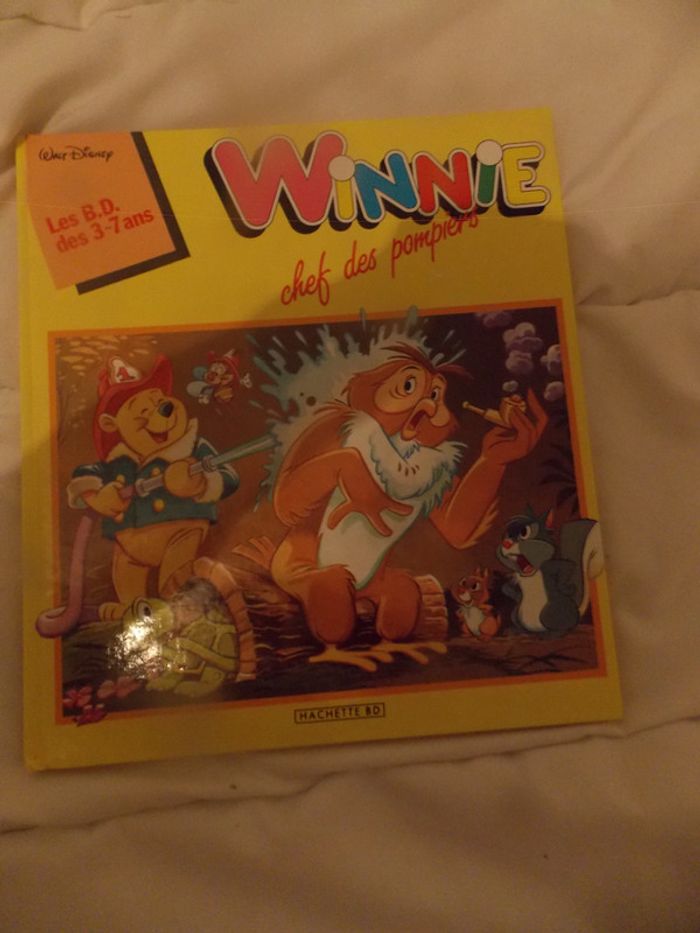 Walt Disney
Les B.D.
des 3-7 ans
WiNNiE
chef des pompiers
HACHETTE BD